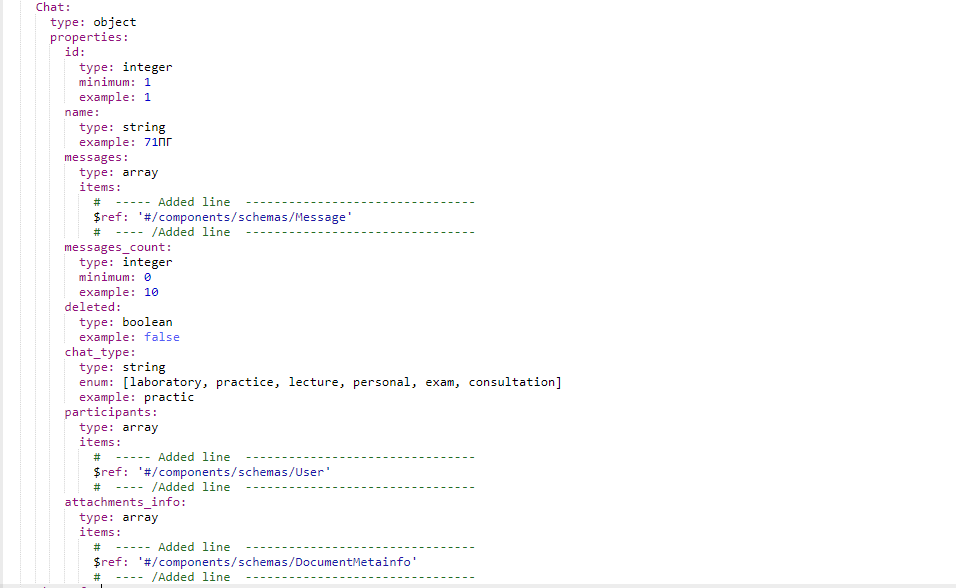 Chat:
type: object
properties:
id:
type: integer
minimum: 1
example: 1
name:
type: string
example: 71ПГ
messages:
type: array
items:
# ----- Added line --------------------------------
$ref: '#/components/schemas/Message'
# ---- /Added line --------------------------------
messages_count:
type: integer
minimum: 0
example: 10
deleted:
type: boolean
example: false
chat_type:
type: string
enum: [laboratory, practice, lecture, personal, exam, consultation]
example: practic
participants:
type: array
items:
# ----- Added line --------------------------------
$ref: '#/components/schemas/User'
# ---- /Added line --------------------------------
attachments_info:
type: array
items:
# ----- Added line --------------------------------
$ref: '#/components/schemas/DocumentMetainfo'
# ---- /Added line --------------------------------